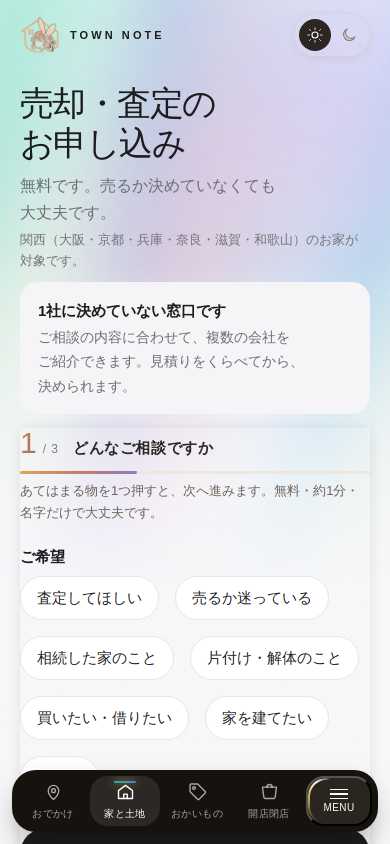 TOWN NOTE
売却・査定の
お申し込み
無料です。売るか決めていなくても
大丈夫です。
関西（大阪・京都・兵庫・奈良・滋賀・和歌山）のお家が
対象です。
1社に決めていない窓口です
ご相談の内容に合わせて、複数の会社を
ご紹介できます。見積りをくらべてから、
決められます。
1 / 3 どんなご相談ですか
あてはまる物を1つ押すと、次へ進みます。無料・約1分・
名字だけで大丈夫です。
ご希望
査定してほしい 売るか迷っている
相続した家のこと 片付け・解体のこと
買いたい・借りたい 家を建てたい
おでかけ 家と土地 おかいもの 開店閉店 MENU